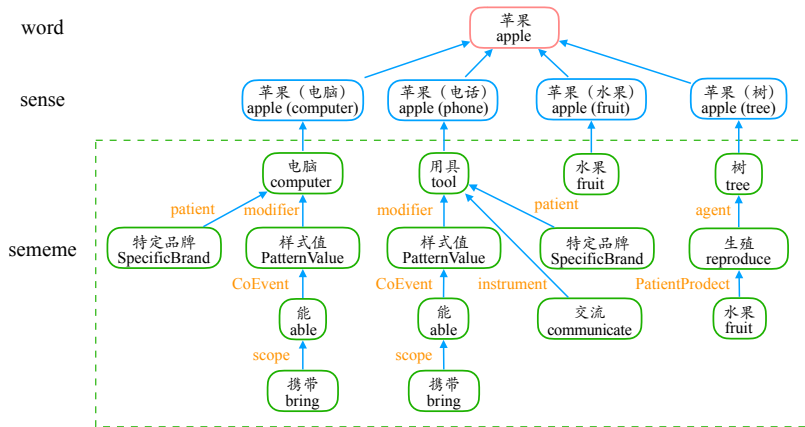 word
苹果
apple
sense
苹果（电脑）
apple (computer)
苹果（电话）
apple (phone)
苹果（水果）
apple (fruit)
苹果（树）
apple (tree)
电脑
computer
用具
tool
水果
fruit
树
tree
patient
modifier
modifier
patient
agent
sememe
特定品牌
SpecificBrand
样式值
PatternValue
样式值
PatternValue
特定品牌
SpecificBrand
生殖
reproduce
CoEvent
CoEvent
instrument
PatientProdect
能
able
能
able
交流
communicate
水果
fruit
scope
scope
携带
bring
携带
bring